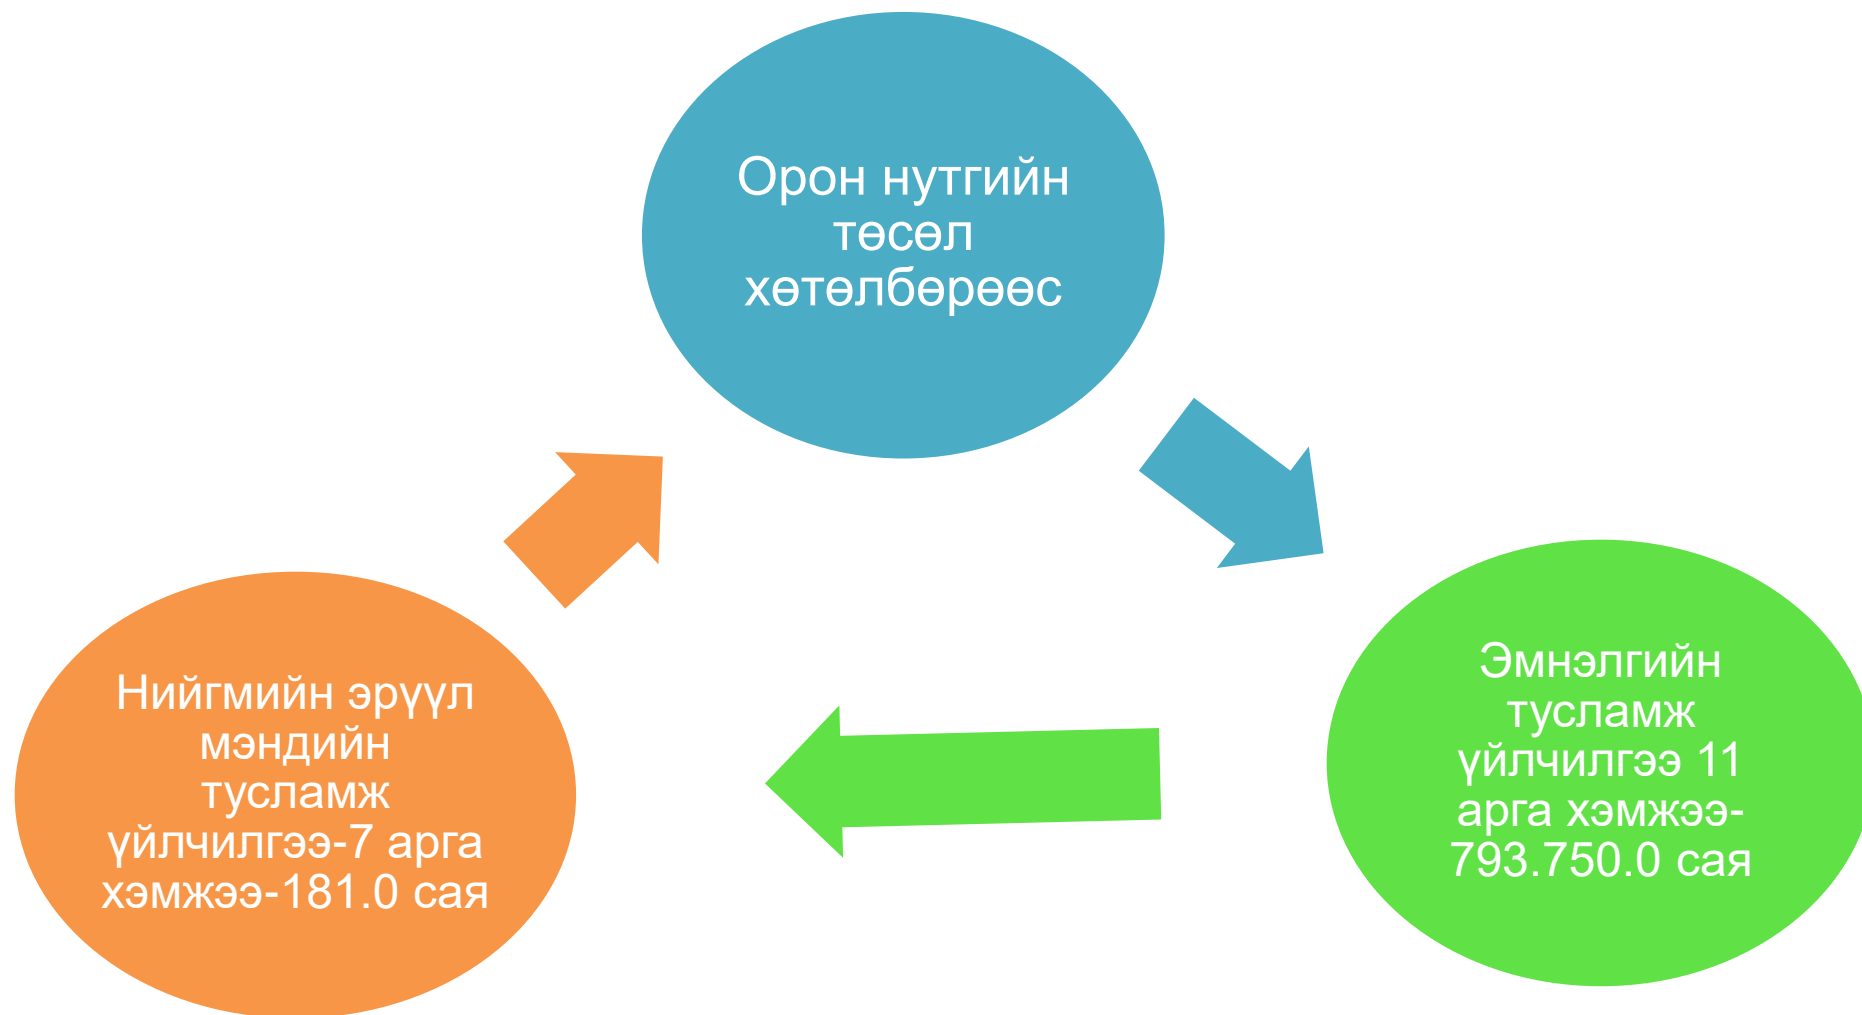 Орон нутгийн
төсөл
хөтөлбөрөөс
Эмнэлгийн
тусламж
үйлчилгээ 11
арга хэмжээ-
793.750.0 сая
Нийгмийн эрүүл
мэндийн
тусламж
үйлчилгээ-7 арга
хэмжээ-181.0 сая